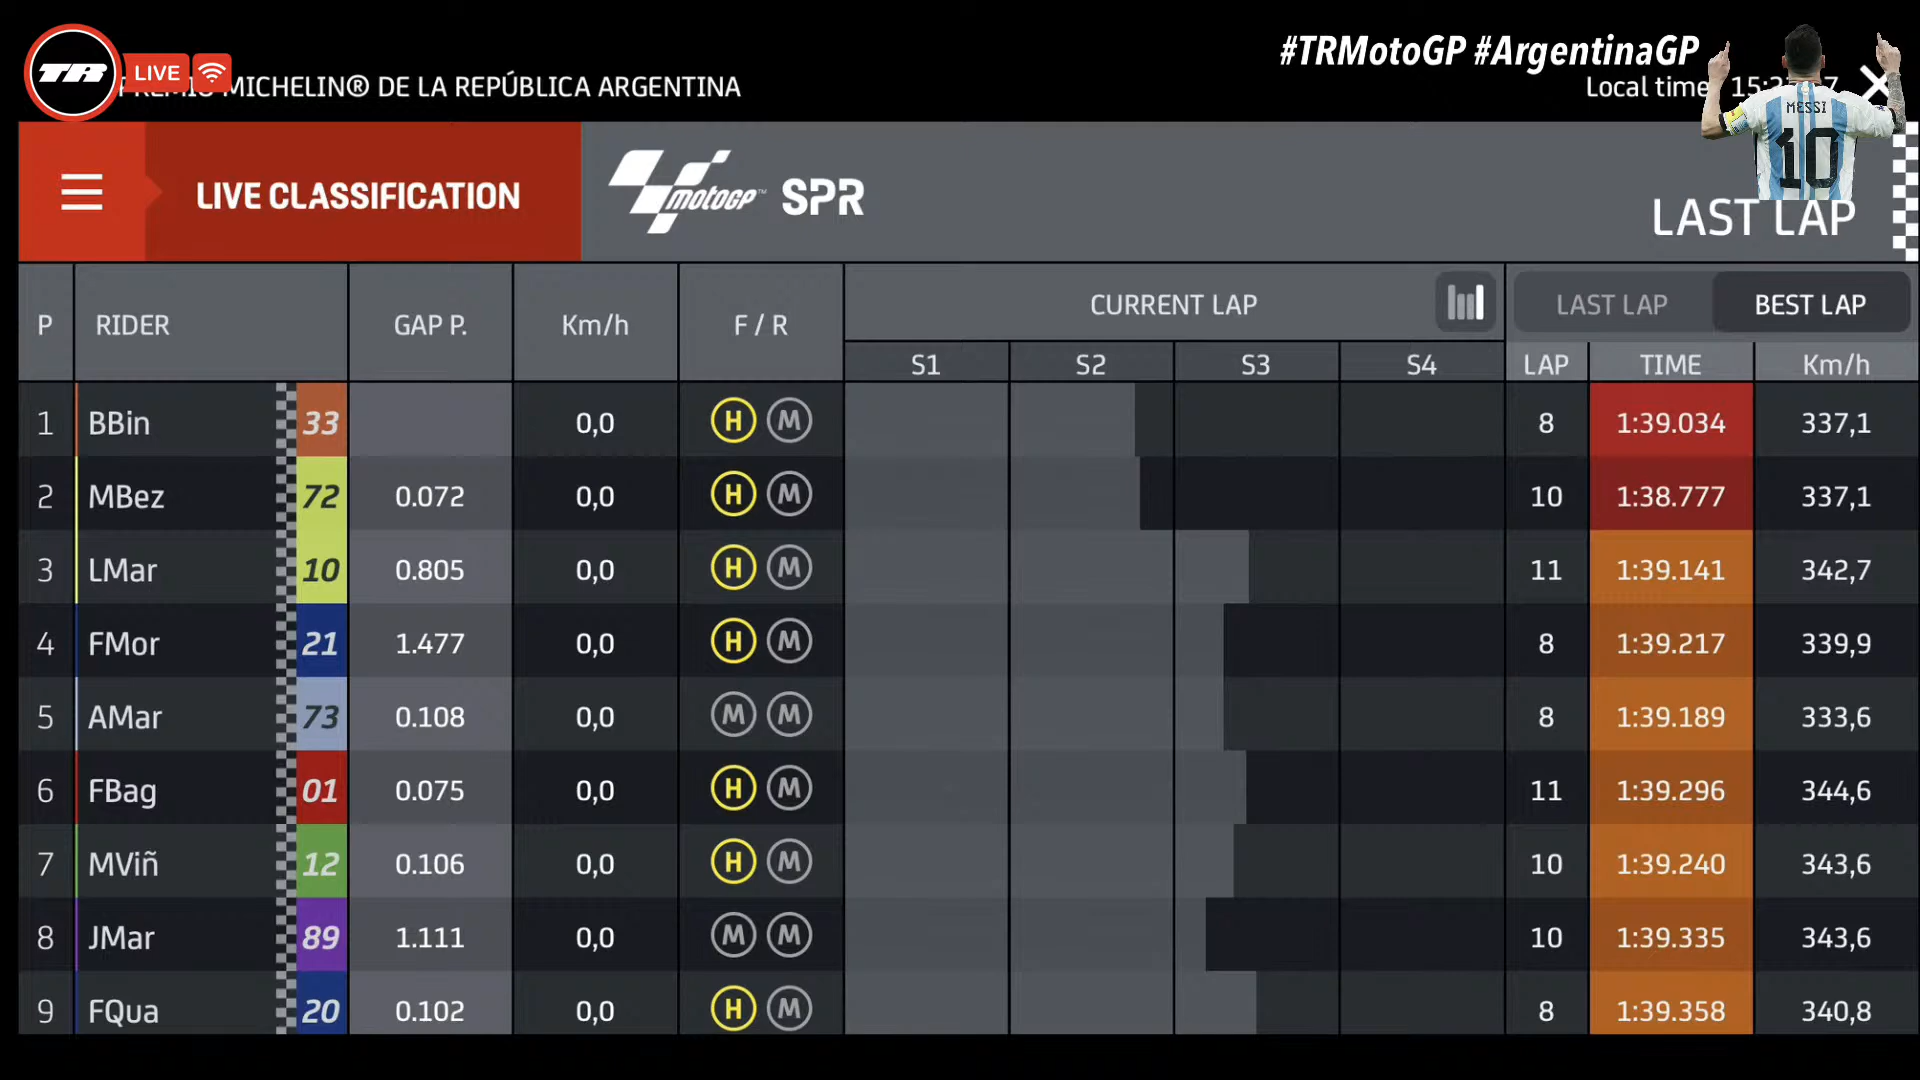 #TRMotoGP #ArgentinaGP
TR LIVE
PREMIO MICHELIN® DE LA REPÚBLICA ARGENTINA
Local time
MESSI
10
LIVE CLASSIFICATION
motoGP™ SPR
LAST LAP
P RIDER GAP P. Km/h F / R CURRENT LAP LAST LAP BEST LAP
S1 S2 S3 S4 LAP TIME Km/h
1 BBin 33 0,0 H M 8 1:39.034 337,1
2 MBez 72 0.072 0,0 H M 10 1:38.777 337,1
3 LMar 10 0.805 0,0 H M 11 1:39.141 342,7
4 FMor 21 1.477 0,0 H M 8 1:39.217 339,9
5 AMar 73 0.108 0,0 M M 8 1:39.189 333,6
6 FBag 01 0.075 0,0 H M 11 1:39.296 344,6
7 MViñ 12 0.106 0,0 H M 10 1:39.240 343,6
8 JMar 89 1.111 0,0 M M 10 1:39.335 343,6
9 FQua 20 0.102 0,0 H M 8 1:39.358 340,8